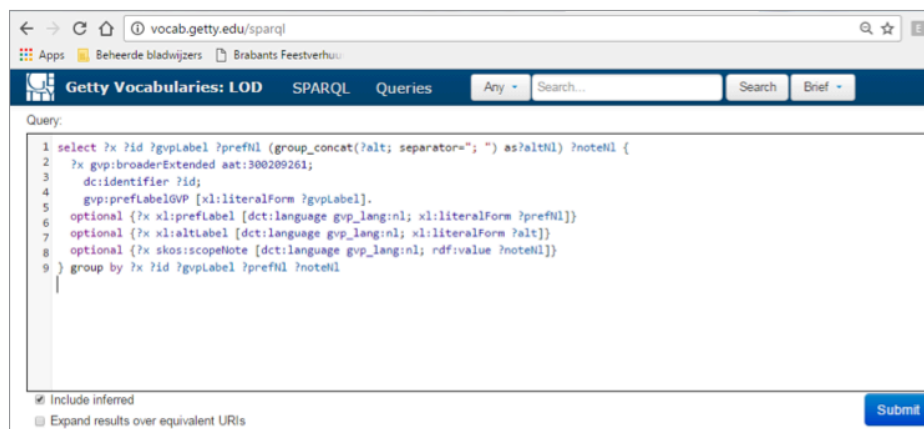 vocab.getty.edu/sparql
Apps Beheerde bladwijzers Brabants Feestverhuu
Getty Vocabularies: LOD SPARQL Queries Any Search... Search Brief
Query:
1 select ?x ?id ?gvpLabel ?prefNl (group_concat(?alt; separator="; ") as?altNl) ?noteNl {
2 ?x gvp:broaderExtended aat:300209261;
3 dc:identifier ?id;
4 gvp:prefLabelGVP [xl:literalForm ?gvpLabel].
5 optional {?x xl:prefLabel [dct:language gvp_lang:nl; xl:literalForm ?prefNl]}
6 optional {?x xl:altLabel [dct:language gvp_lang:nl; xl:literalForm ?alt]}
7 optional {?x skos:scopeNote [dct:language gvp_lang:nl; rdf:value ?noteNl]}
8 } group by ?x ?id ?gvpLabel ?prefNl ?noteNl
9
Include inferred
Submit
Expand results over equivalent URIs